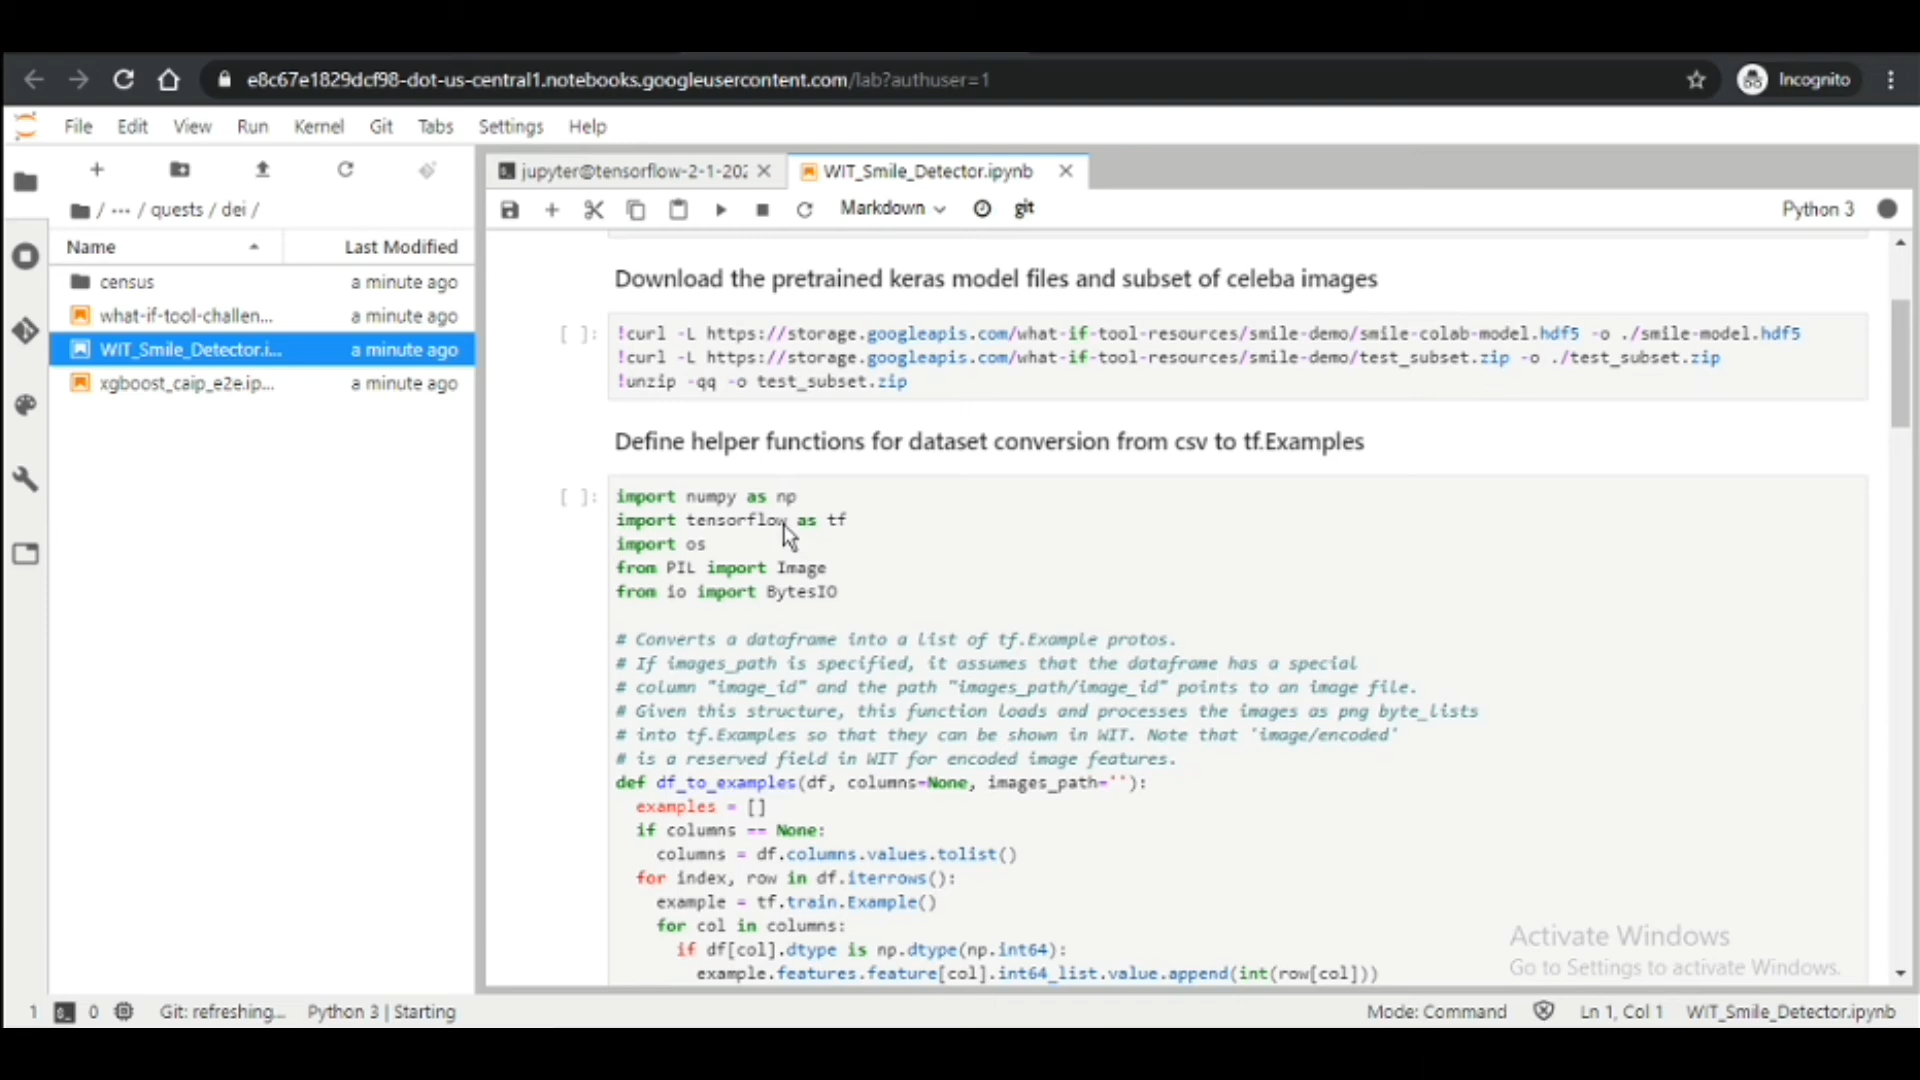 e8c67e1829dcf98-dot-us-central1.notebooks.googleusercontent.com/lab?authuser=1
Incognito
File Edit View Run Kernel Git Tabs Settings Help
/ ··· / quests / dei /
Name Last Modified
census a minute ago
what-if-tool-challen... a minute ago
WIT_Smile_Detector.i... a minute ago
xgboost_caip_e2e.ip... a minute ago
jupyter@tensorflow-2-1-202
WIT_Smile_Detector.ipynb
Markdown
git
Python 3
Download the pretrained keras model files and subset of celeba images
[ ]:
!curl -L https://storage.googleapis.com/what-if-tool-resources/smile-demo/smile-colab-model.hdf5 -o ./smile-model.hdf5
!curl -L https://storage.googleapis.com/what-if-tool-resources/smile-demo/test_subset.zip -o ./test_subset.zip
!unzip -qq -o test_subset.zip
Define helper functions for dataset conversion from csv to tf.Examples
[ ]:
import numpy as np
import tensorflow as tf
import os
from PIL import Image
from io import BytesIO
# Converts a dataframe into a list of tf.Example protos.
# If images_path is specified, it assumes that the dataframe has a special
# column "image_id" and the path "images_path/image_id" points to an image file.
# Given this structure, this function loads and processes the images as png byte_lists
# into tf.Examples so that they can be shown in WIT. Note that 'image/encoded'
# is a reserved field in WIT for encoded image features.
def df_to_examples(df, columns=None, images_path=''):
examples = []
if columns == None:
columns = df.columns.values.tolist()
for index, row in df.iterrows():
example = tf.train.Example()
for col in columns:
if df[col].dtype is np.dtype(np.int64):
example.features.feature[col].int64_list.value.append(int(row[col]))
Activate Windows
Go to Settings to activate Windows.
1 0 Git: refreshing... Python 3 | Starting
Mode: Command Ln 1, Col 1 WIT_Smile_Detector.ipynb